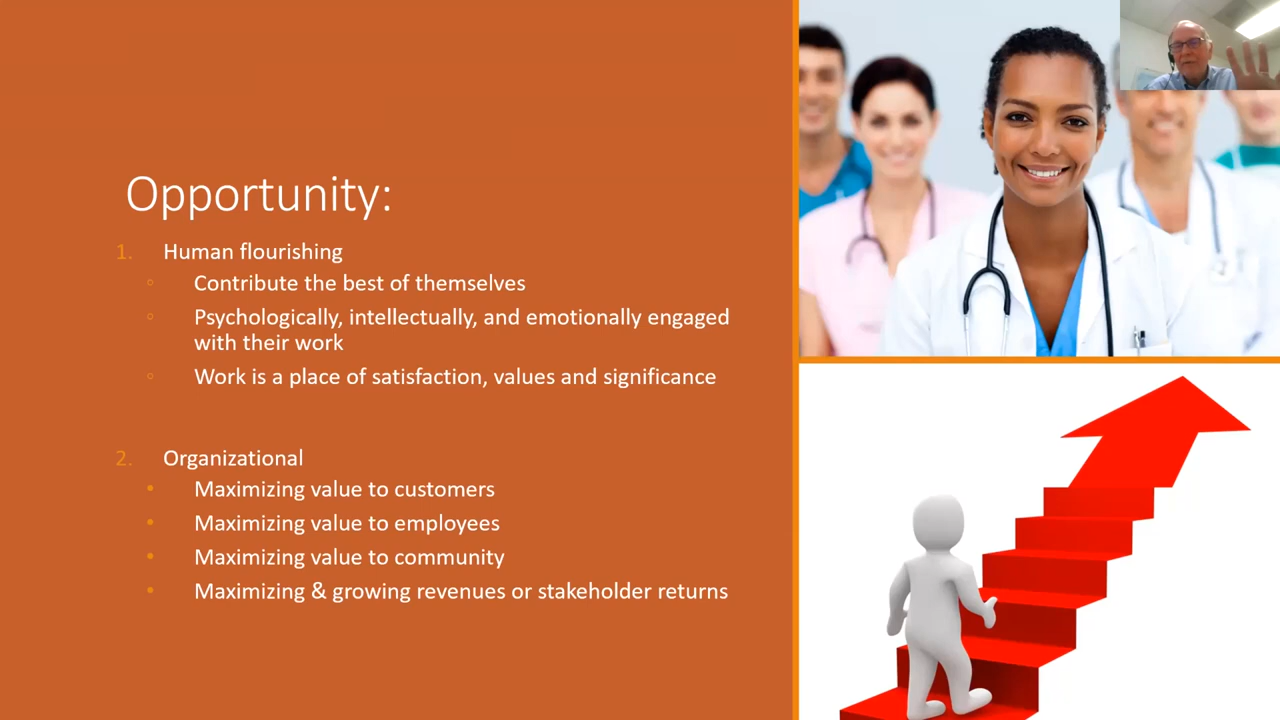 Opportunity:
1. Human flourishing
◦ Contribute the best of themselves
◦ Psychologically, intellectually, and emotionally engaged
with their work
◦ Work is a place of satisfaction, values and significance
2. Organizational
• Maximizing value to customers
• Maximizing value to employees
• Maximizing value to community
• Maximizing & growing revenues or stakeholder returns